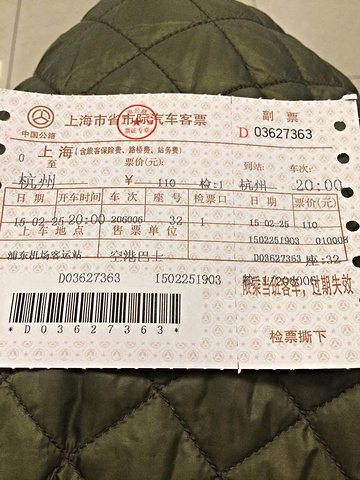 上海市省市际汽车客票
副 票
中国公路
D 03627363
上 海 (含旅客保险费、路桥费、站务费)
0 至 票价(元): 到站: 车次:
杭州 ¥ 110 检:1 杭州 20:00
日 期 开车时间 车 次 座 号 检票口 日 期 票价(元)
15-02-25 20:00 206006 32 1 15-02-25 110
上 车 地 点 售 票 单 位 1502251903
浦东机场客运站 空港巴士 D03627363 座:32
D03627363 1502251903 限乘当班客车,过期失效
*D03627363*
检票撕下